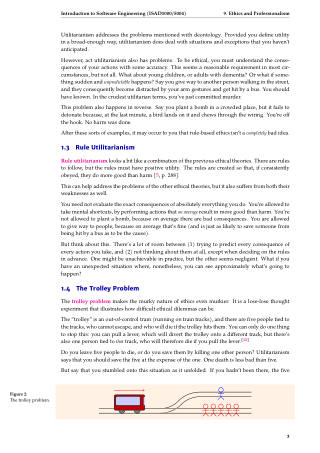 Introduction to Software Engineering (ISAD1000/5004)
9. Ethics and Professionalism
Utilitarianism addresses the problems mentioned with deontology. Provided you define utility
in a broad-enough way, utilitarianism does deal with situations and exceptions that you haven't
anticipated.
However, act utilitarianism also has problems. To be ethical, you must understand the conse-
quences of your actions with some accuracy. This seems a reasonable requirement in most cir-
cumstances, but not all. What about young children, or adults with dementia? Or what if some-
thing sudden and unpredictable happens? Say you wave to another person walking in the street,
and they consequently become distracted by your arm gestures and get hit by a bus. You should
have known. In the crudest utilitarian terms, you've just committed murder.
This problem also happens in reverse. Say you plant a bomb in a crowded place, but it fails to
detonate because, at the last minute, a bird lands on it and chews through the wiring. You're off
the hook. No harm was done.
After these sorts of examples, it may occur to you that rule-based ethics isn't a completely bad idea.
1.3 Rule Utilitarianism
Rule utilitarianism looks a bit like a combination of the previous ethical theories. There are rules
to follow, but the rules must have positive utility. The rules are created so that, if consistently
obeyed, they do more good than harm [5, p. 289].
This can help address the problems of the other ethical theories, but it also suffers from both their
weaknesses as well.
You need not evaluate the exact consequences of absolutely everything you do. You're allowed to
take mental shortcuts, by performing actions that on average result in more good than harm. You're
not allowed to plant a bomb, because on average there are bad consequences. You are allowed
to give way to people, because on average that's fine (and is just as likely to save someone from
being hit by a bus as to be the cause).
But think about this. There's a lot of room between (1) trying to predict every consequence of
every action you take, and (2) not thinking about them at all, except when deciding on the rules
in advance. One might be unachievable in practice, but the other seems negligent. What if you
have an unexpected situation where, nonetheless, you can see approximately what's going to
happen?
1.4 The Trolley Problem
The trolley problem makes the murky nature of ethics even murkier. It is a lose-lose thought
experiment that illustrates how difficult ethical dilemmas can be.
The "trolley" is an out-of-control tram (running on tram tracks), and there are five people tied to
the tracks, who cannot escape, and who will die if the trolley hits them. You can only do one thing
to stop this: you can pull a lever, which will divert the trolley onto a different track, but there's
also one person tied to that track, who will therefore die if you pull the lever.
Do you leave five people to die, or do you save them by killing one other person? Utilitarianism
says that you should save the five at the expense of the one. Doing nothing is unethical.
But say that you stumbled onto this situation as it unfolded. If you hadn't been there, the five
Figure 2
The trolley problem.